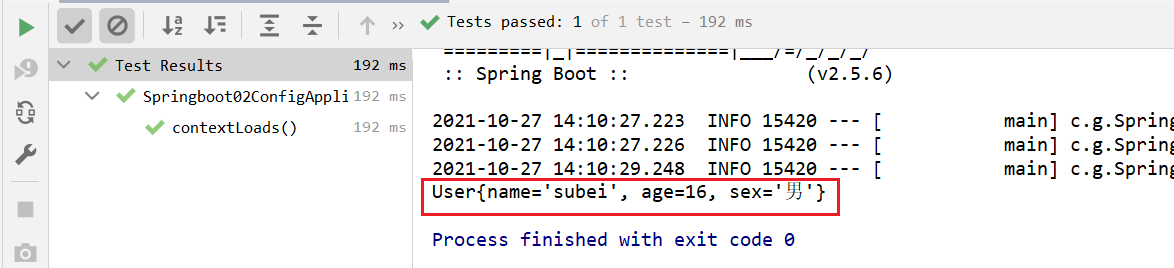 Tests passed: 1 of 1 test – 192 ms
Test Results 192 ms
Springboot02ConfigAppli 192 ms
contextLoads() 192 ms
=========|_|==============|___/=/_/_/_/
:: Spring Boot :: (v2.5.6)
2021-10-27 14:10:27.223 INFO 15420 --- [ main] c.g.Spring
2021-10-27 14:10:27.226 INFO 15420 --- [ main] c.g.Spring
2021-10-27 14:10:29.248 INFO 15420 --- [ main] c.g.Spring
User{name='subei', age=16, sex='男'}
Process finished with exit code 0